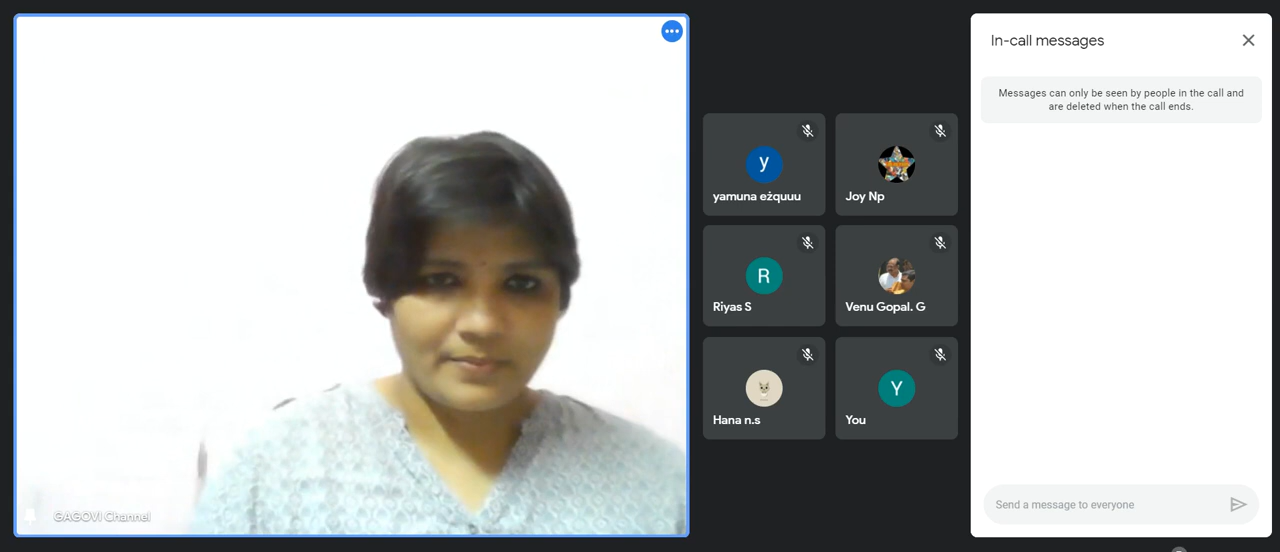 In-call messages
Messages can only be seen by people in the call and
are deleted when the call ends.
y
yamuna eżquuu
Joy Np
R
Riyas S
Venu Gopal. G
Hana n.s
Y
You
GAGOVI Channel
Send a message to everyone